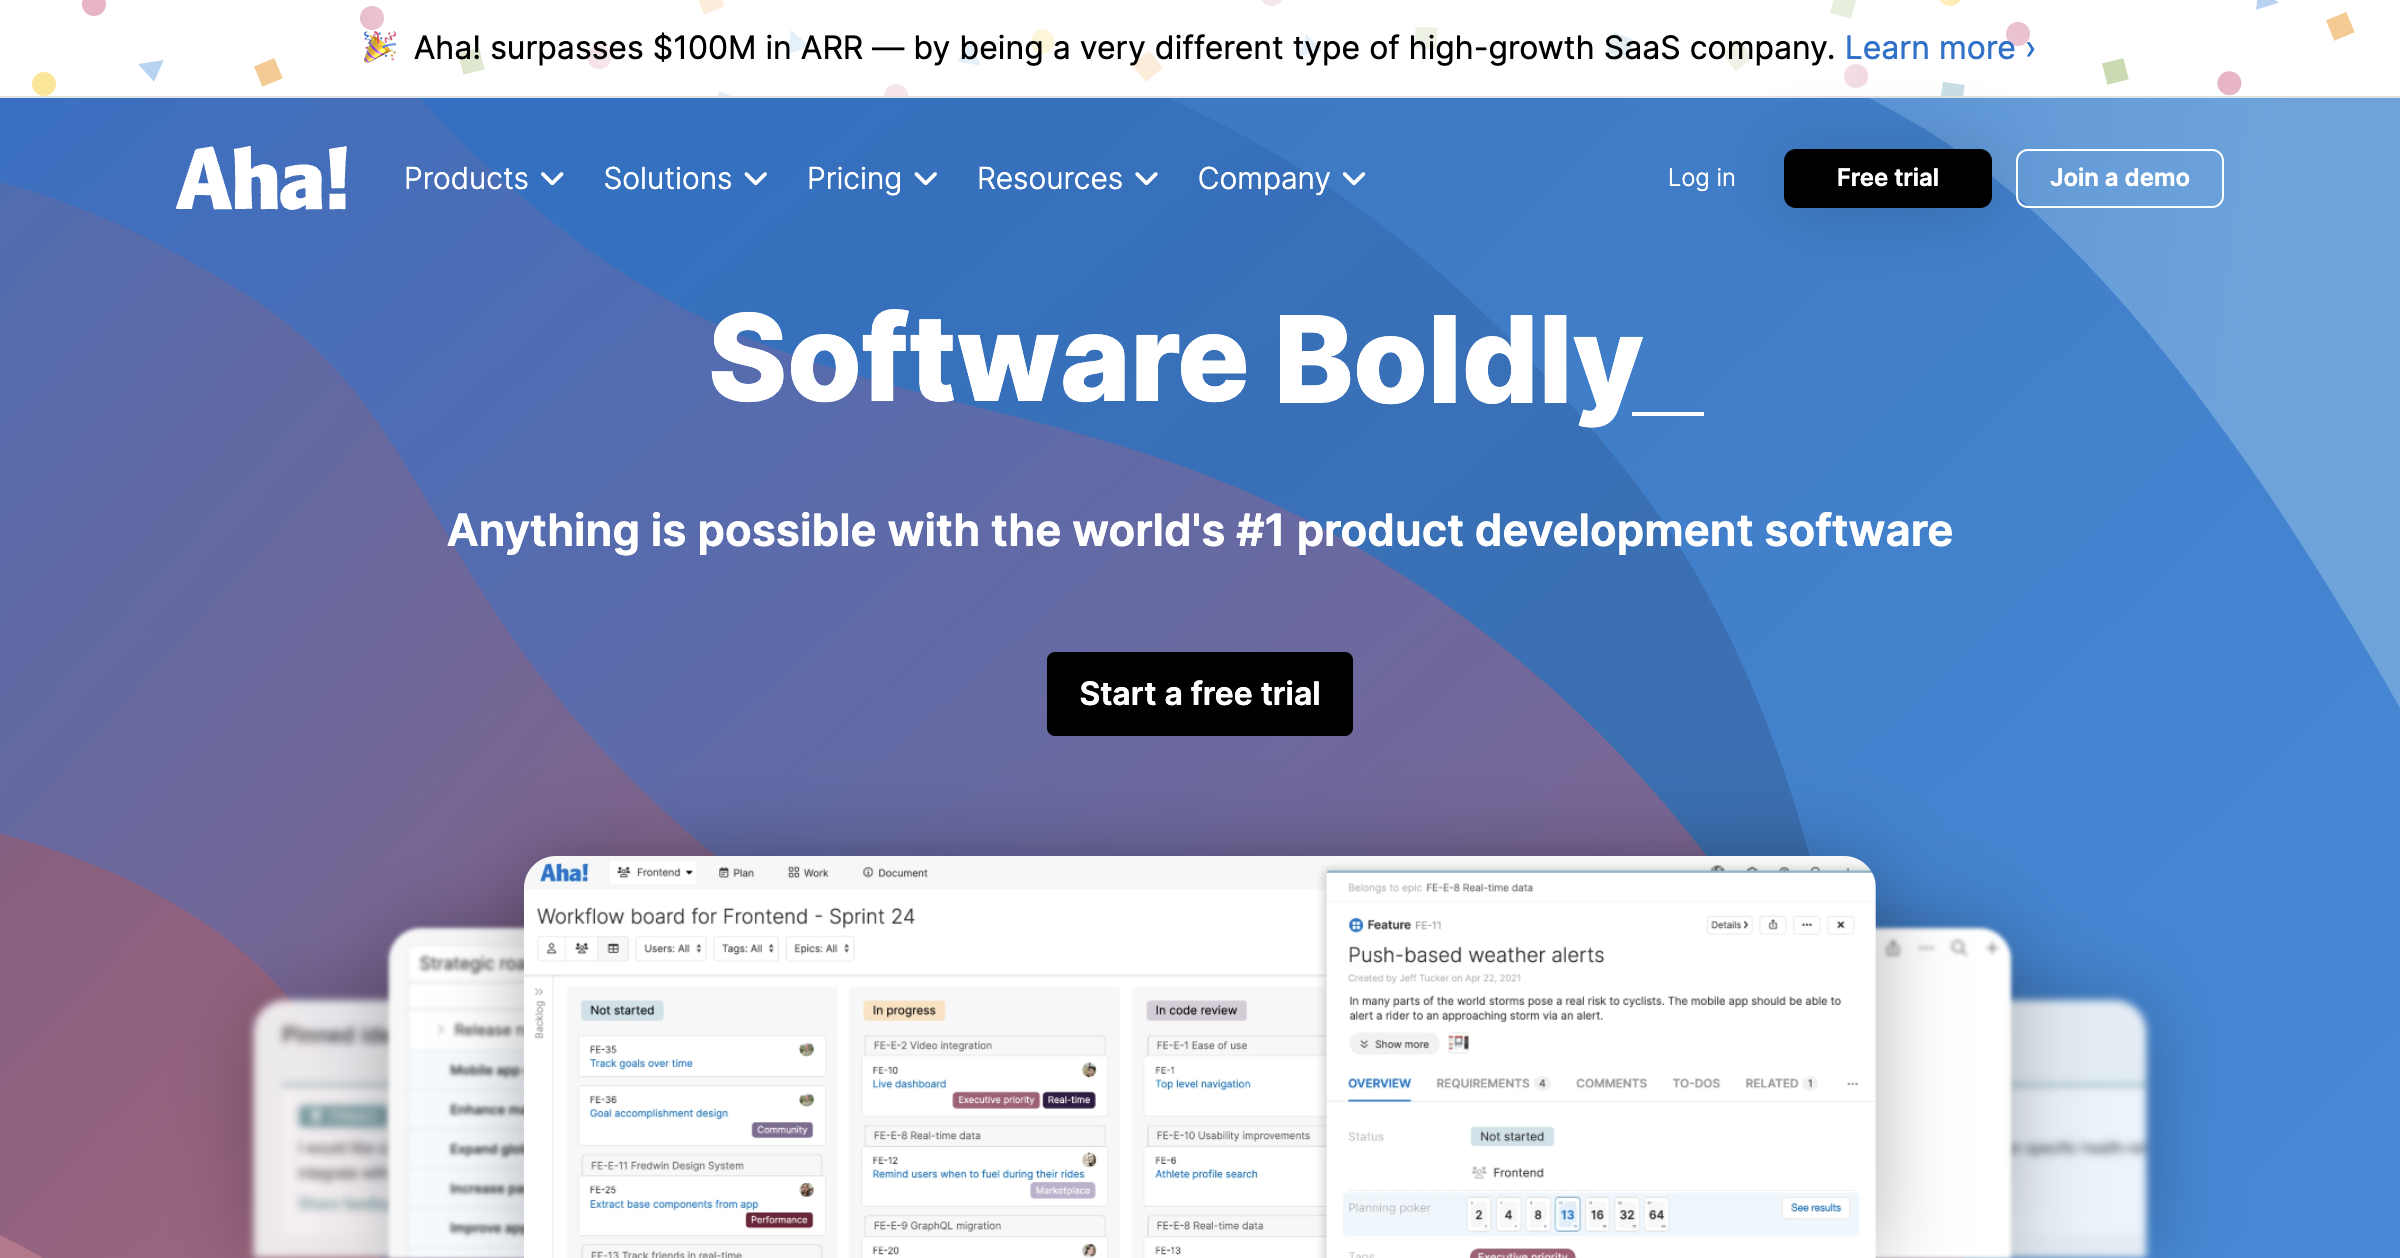 🎉 Aha! surpasses $100M in ARR — by being a very different type of high-growth SaaS company. Learn more ›
Aha!
Products
Solutions
Pricing
Resources
Company
Log in
Free trial
Join a demo
Software Boldly_
Anything is possible with the world's #1 product development software
Start a free trial
Aha!
Frontend
Plan
Work
Document
Workflow board for Frontend - Sprint 24
Users: All
Tags: All
Epics: All
Backlog
Not started
FE-35
Track goals over time
FE-36
Goal accomplishment design
Community
FE-E-11 Fredwin Design System
FE-25
Extract base components from app
Performance
FE-E-13 Track friends in real-time
In progress
FE-E-2 Video integration
FE-10
Live dashboard
Executive priority
Real-time
FE-E-8 Real-time data
FE-12
Remind users when to fuel during their rides
Marketplace
FE-E-9 GraphQL migration
FE-20
In code review
FE-E-1 Ease of use
FE-1
Top level navigation
FE-E-10 Usability improvements
FE-6
Athlete profile search
FE-E-8 Real-time data
FE-13
Belongs to epic FE-E-8 Real-time data
Feature FE-11
Details ›
Push-based weather alerts
Created by Jeff Tucker on Apr 22, 2021
In many parts of the world storms pose a real risk to cyclists. The mobile app should be able to
alert a rider to an approaching storm via an alert.
Show more
OVERVIEW
REQUIREMENTS 4
COMMENTS
TO-DOS
RELATED 1
Status
Not started
Frontend
Planning poker
2 4 8 13 16 32 64
See results
Tags
Executive priority
Strategic
Release
Mobile app
Enhance
Expand
Increase
Improve
Pinned
I would like a
integrate with
Share